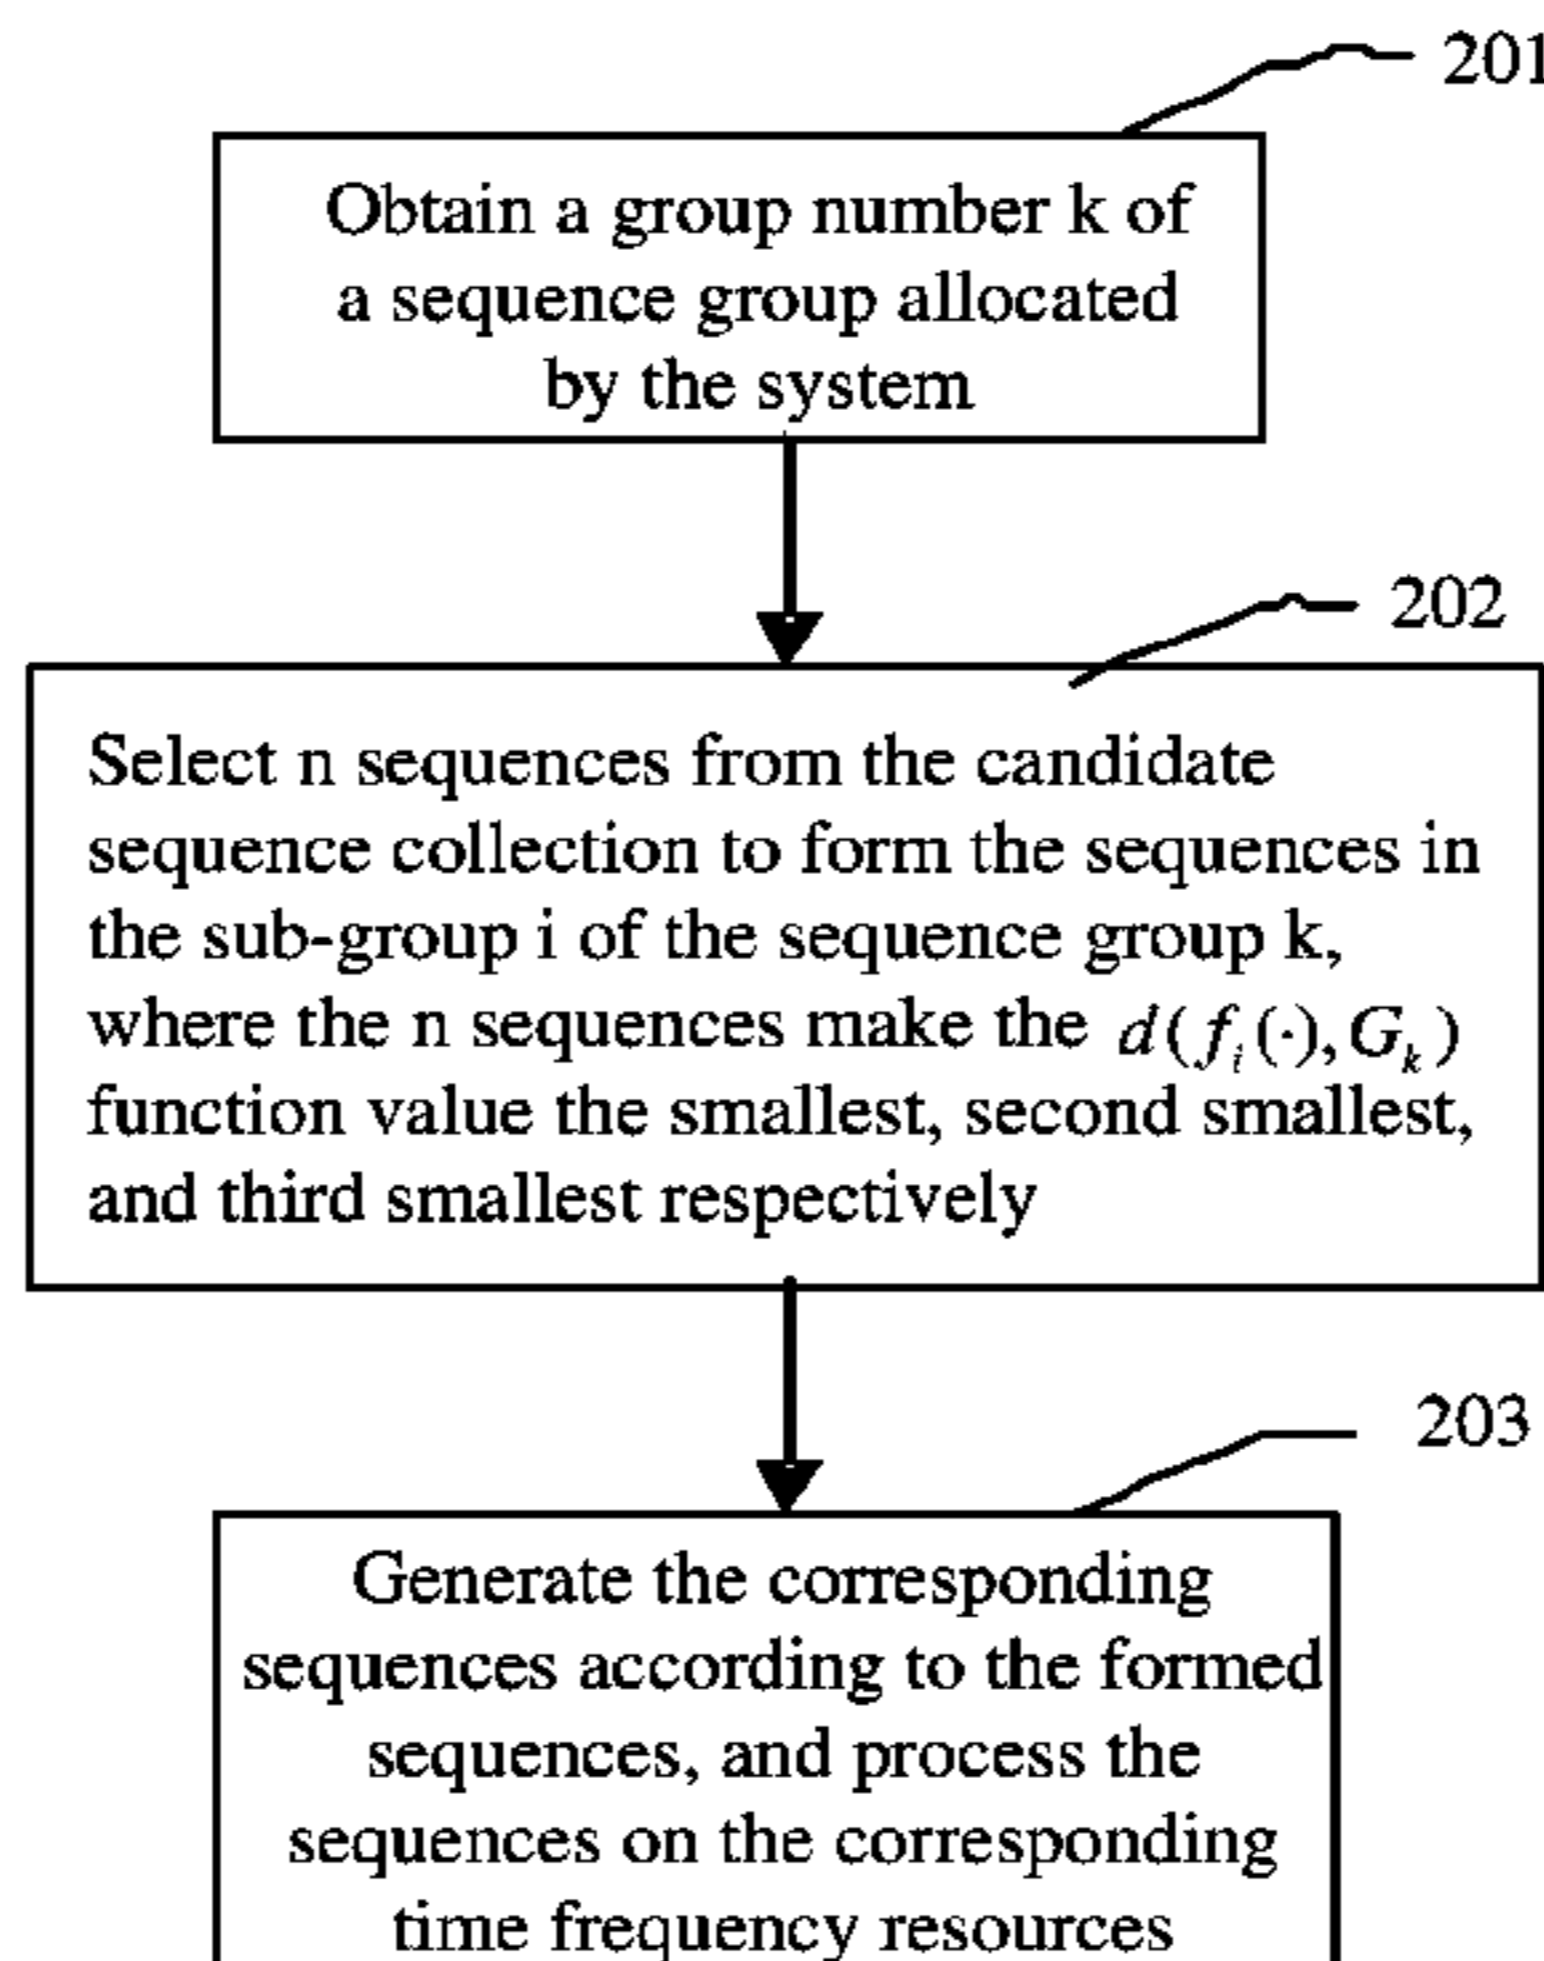 201
Obtain a group number k of
a sequence group allocated
by the system
202
Select n sequences from the candidate
sequence collection to form the sequences in
the sub-group i of the sequence group k,
where the n sequences make the d(f_i(·), G_k)
function value the smallest, second smallest,
and third smallest respectively
203
Generate the corresponding
sequences according to the formed
sequences, and process the
sequences on the corresponding
time frequency resources